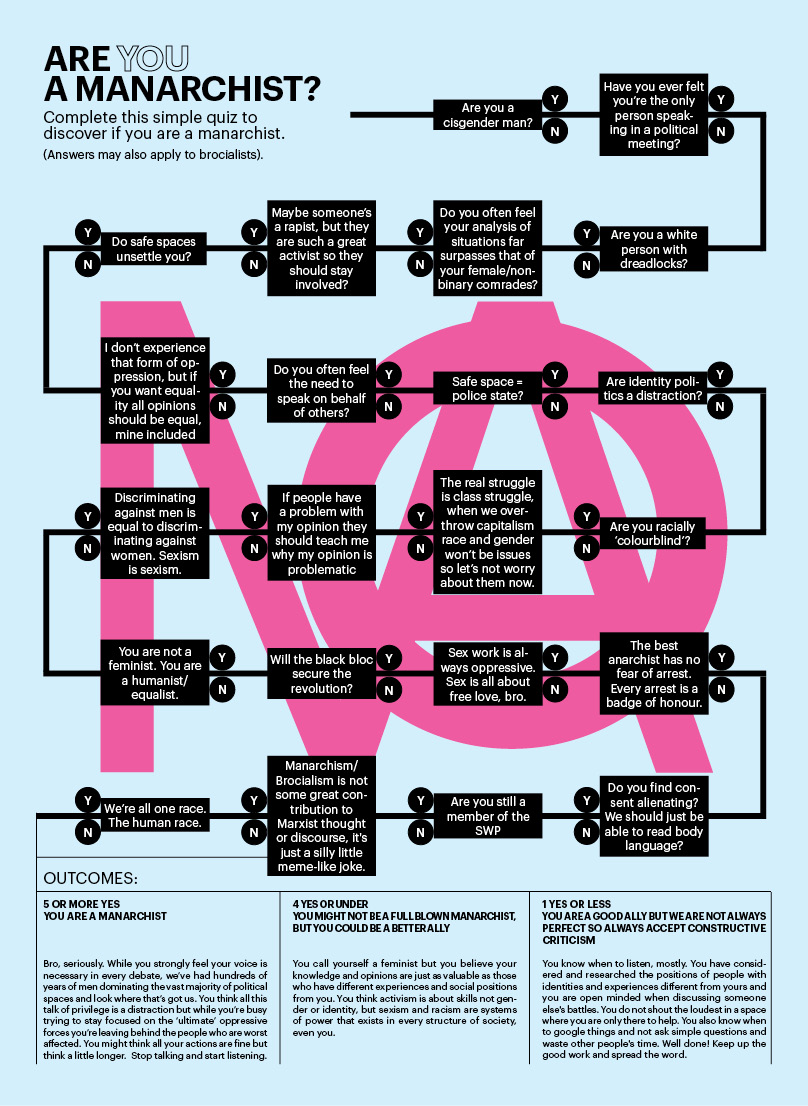 ARE YOU
A MANARCHIST?
Complete this simple quiz to
discover if you are a manarchist.
(Answers may also apply to brocialists).
Are you a
cisgender man?
Y
N
Have you ever felt
you're the only
person speak-
ing in a political
meeting?
Y
N
Are you a white
person with
dreadlocks?
Y
N
Do you often feel
your analysis of
situations far
surpasses that of
your female/non-
binary comrades?
Y
N
Maybe someone's
a rapist, but they
are such a great
activist so they
should stay
involved?
Y
N
Do safe spaces
unsettle you?
Y
N
I don't experience
that form of op-
pression, but if
you want equal-
ity all opinions
should be equal,
mine included
Y
N
Do you often feel
the need to
speak on behalf
of others?
Y
N
Safe space =
police state?
Y
N
Are identity poli-
tics a distraction?
Y
N
Are you racially
'colourblind'?
Y
N
The real struggle
is class struggle,
when we over-
throw capitalism
race and gender
won't be issues
so let's not worry
about them now.
Y
N
If people have
a problem with
my opinion they
should teach me
why my opinion is
problematic
Y
N
Discriminating
against men is
equal to discrim-
inating against
women. Sexism
is sexism.
Y
N
You are not a
feminist. You are
a humanist/
equalist.
Y
N
Will the black bloc
secure the
revolution?
Y
N
Sex work is al-
ways oppressive.
Sex is all about
free love, bro.
Y
N
The best
anarchist has no
fear of arrest.
Every arrest is a
badge of honour.
Y
N
Do you find con-
sent alienating?
We should just be
able to read body
language?
Y
N
Are you still a
member of the
SWP
Y
N
Manarchism/
Brocialism is not
some great con-
tribution to
Marxist thought
or discourse, it's
just a silly little
meme-like joke.
Y
N
We're all one race.
The human race.
Y
N
OUTCOMES:
5 OR MORE YES
YOU ARE A MANARCHIST
Bro, seriously. While you strongly feel your voice is
necessary in every debate, we've had hundreds of
years of men dominating the vast majority of political
spaces and look where that's got us. You think all this
talk of privilege is a distraction but while you're busy
trying to stay focused on the 'ultimate' oppressive
forces you're leaving behind the people who are worst
affected. You might think all your actions are fine but
think a little longer. Stop talking and start listening.
4 YES OR UNDER
YOU MIGHT NOT BE A FULL BLOWN MANARCHIST,
BUT YOU COULD BE A BETTER ALLY
You call yourself a feminist but you believe your
knowledge and opinions are just as valuable as those
who have different experiences and social positions
from you. You think activism is about skills not gen-
der or identity, but sexism and racism are systems
of power that exists in every structure of society,
even you.
1 YES OR LESS
YOU ARE A GOOD ALLY BUT WE ARE NOT ALWAYS
PERFECT SO ALWAYS ACCEPT CONSTRUCTIVE
CRITICISM
You know when to listen, mostly. You have consid-
ered and researched the positions of people with
identities and experiences different from yours and
you are open minded when discussing someone
else's battles. You do not shout the loudest in a space
where you are only there to help. You also know when
to google things and not ask simple questions and
waste other people's time. Well done! Keep up the
good work and spread the word.